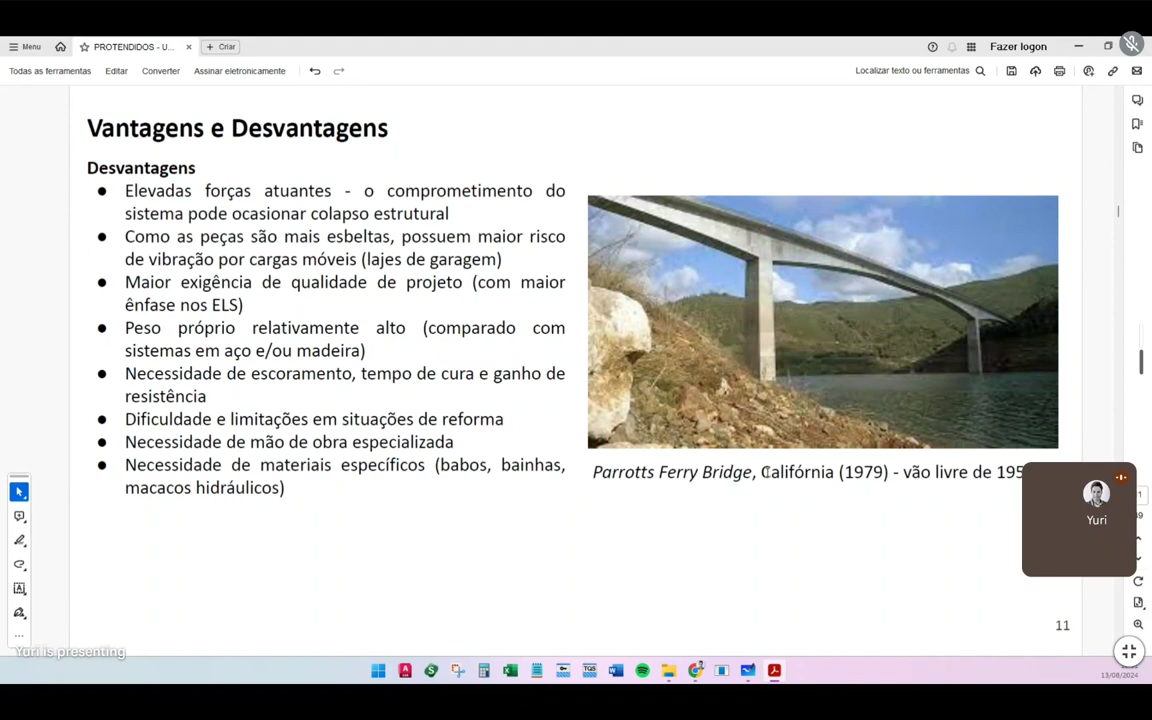 Menu
PROTENDIDOS - U...
Criar
Fazer logon
Todas as ferramentas
Editar
Converter
Assinar eletronicamente
Localizar texto ou ferramentas
Vantagens e Desvantagens
Desvantagens
● Elevadas forças atuantes - o comprometimento do
sistema pode ocasionar colapso estrutural
● Como as peças são mais esbeltas, possuem maior risco
de vibração por cargas móveis (lajes de garagem)
● Maior exigência de qualidade de projeto (com maior
ênfase nos ELS)
● Peso próprio relativamente alto (comparado com
sistemas em aço e/ou madeira)
● Necessidade de escoramento, tempo de cura e ganho de
resistência
● Dificuldade e limitações em situações de reforma
● Necessidade de mão de obra especializada
● Necessidade de materiais específicos (babos, bainhas,
macacos hidráulicos)
Parrotts Ferry Bridge, Califórnia (1979) - vão livre de 195
Yuri
11
Yuri is presenting
TQS
13/08/2024